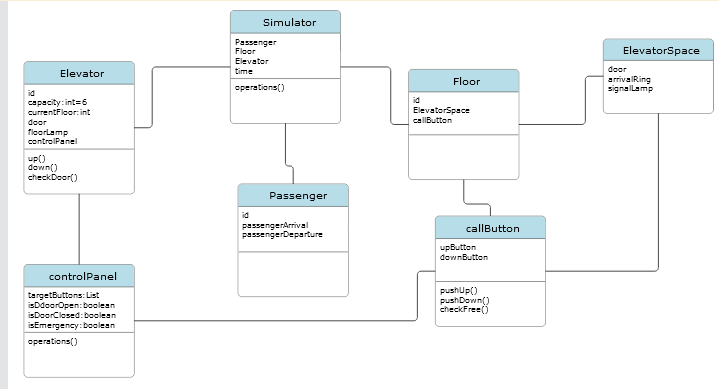 Simulator
Passenger
Floor
Elevator
time
operations()
Elevator
id
capacity:int=6
currentFloor:int
door
floorLamp
controlPanel
up()
down()
checkDoor()
Floor
id
ElevatorSpace
callButton
ElevatorSpace
door
arrivalRing
signalLamp
Passenger
id
passengerArrival
passengerDeparture
callButton
upButton
downButton
pushUp()
pushDown()
checkFree()
controlPanel
targetButtons:List
isDdoorOpen:boolean
isDoorClosed:boolean
isEmergency:boolean
operations()